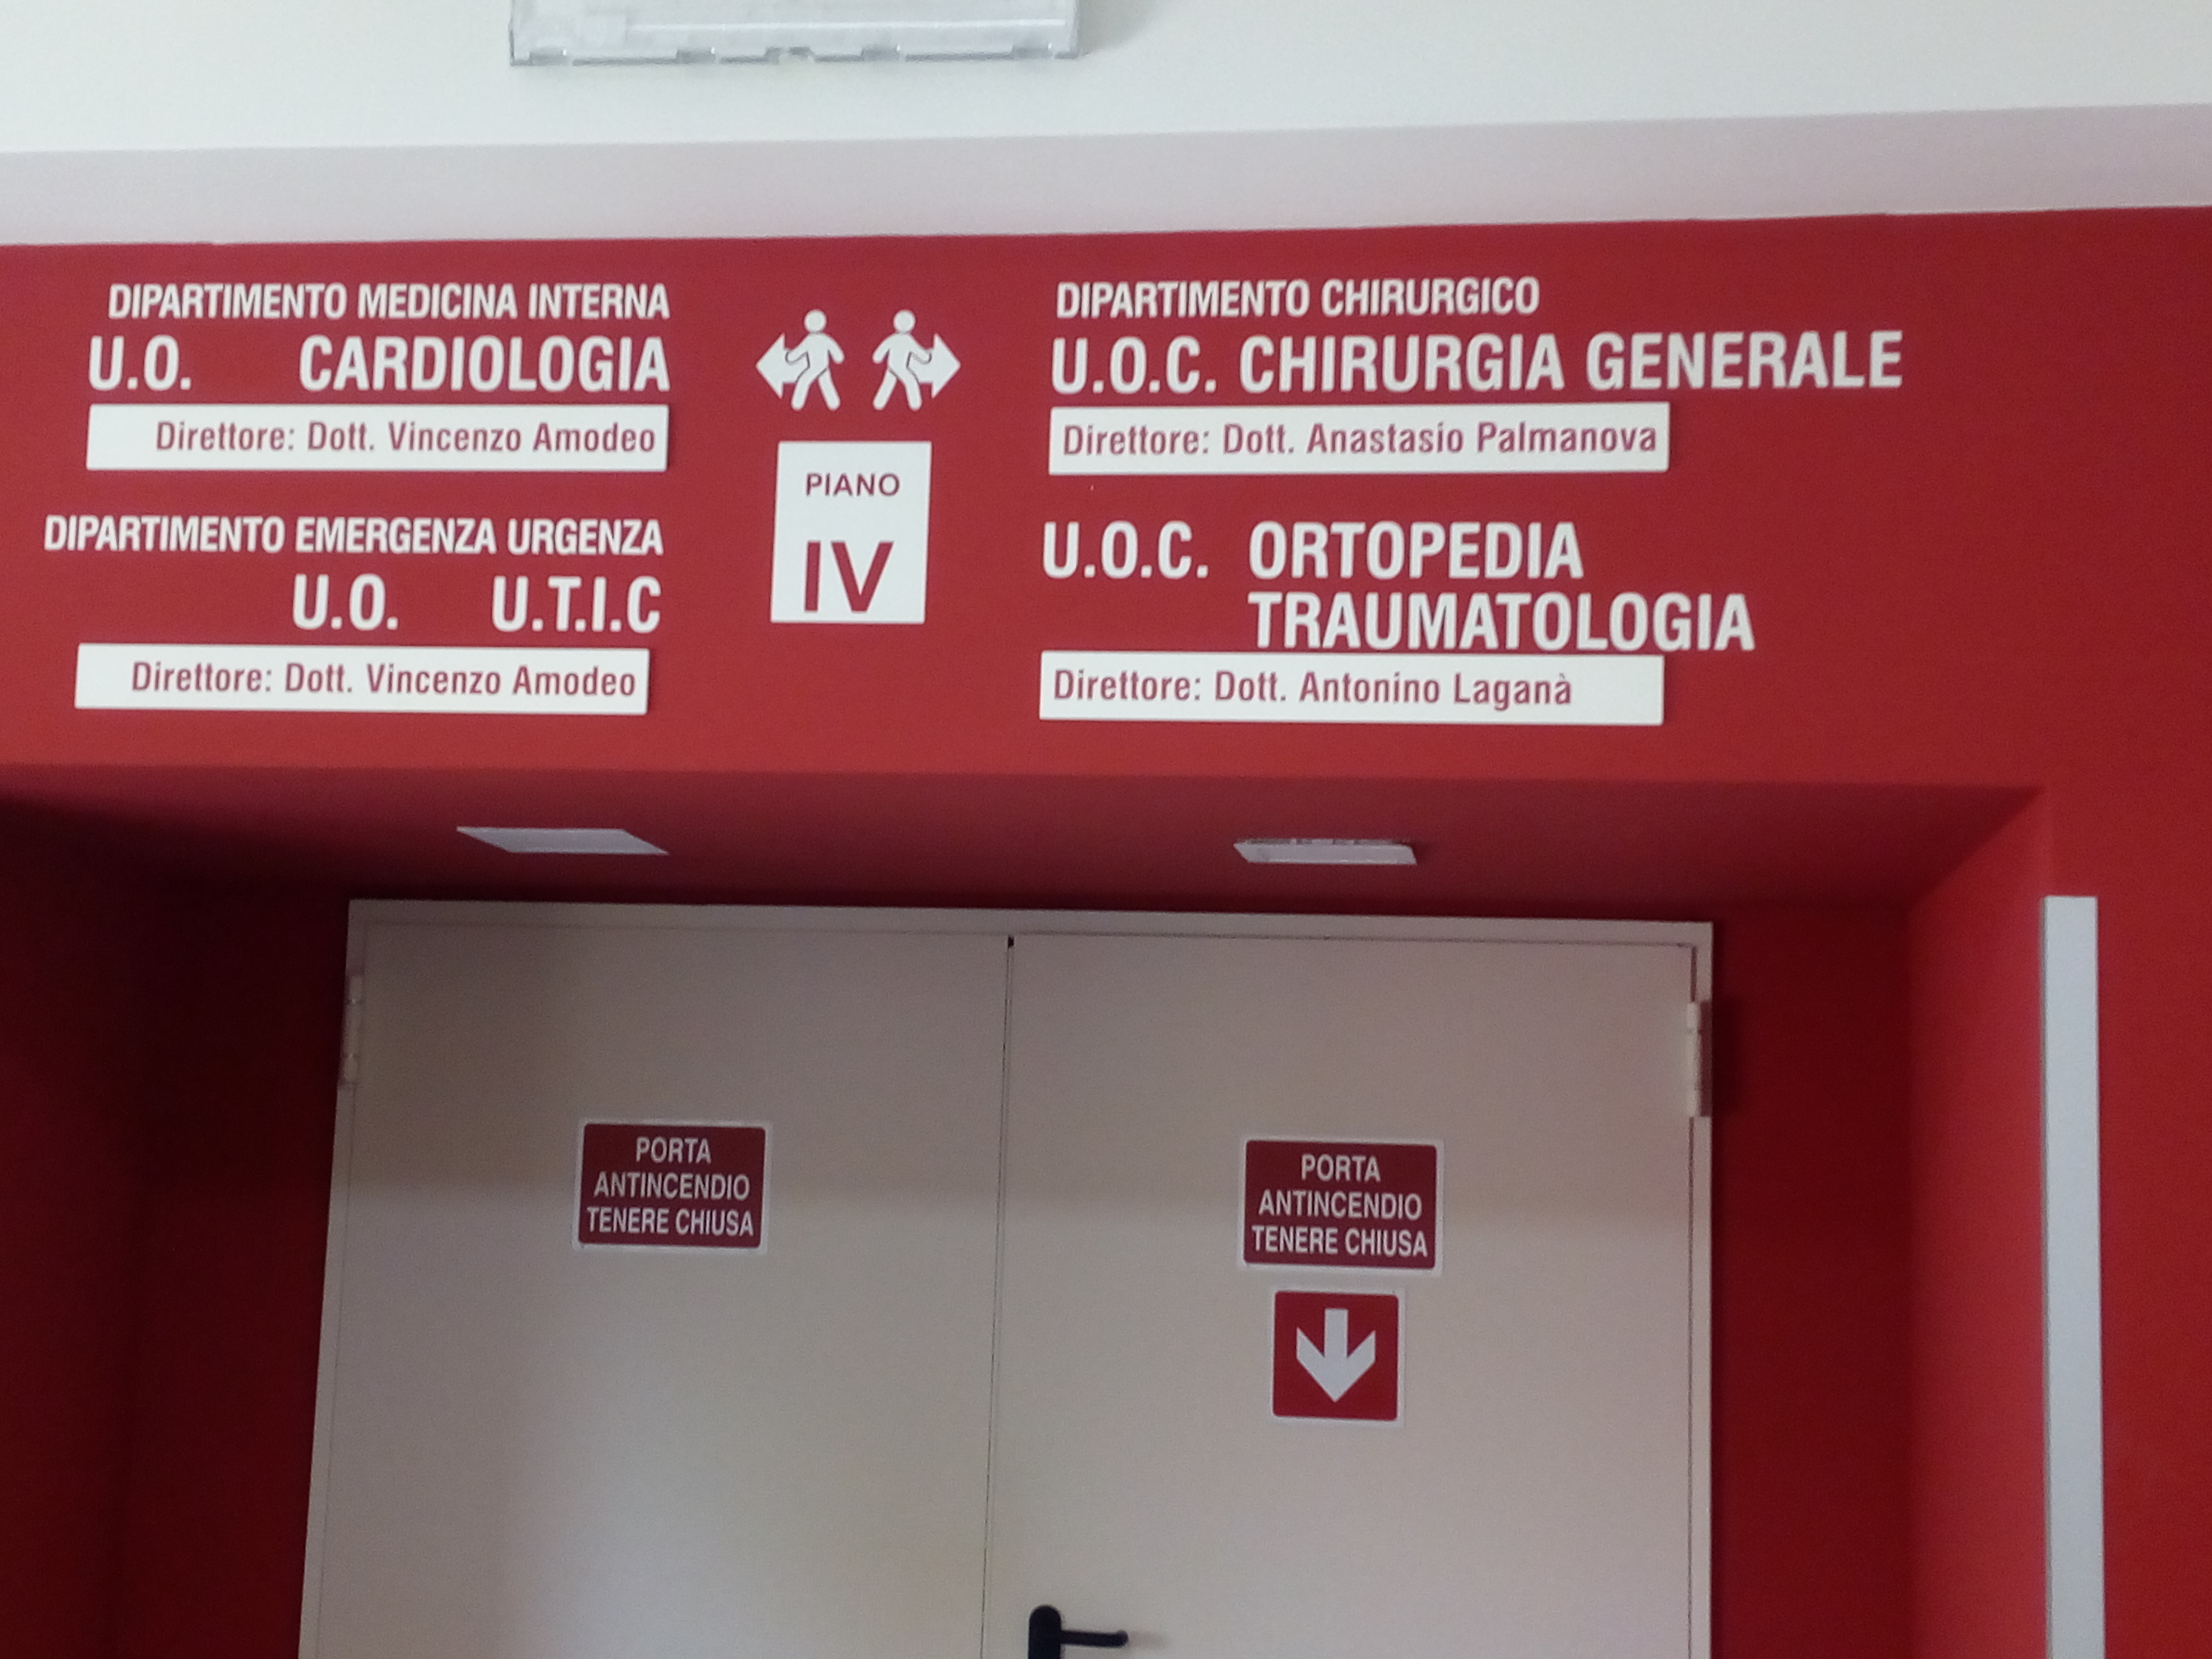 DIPARTIMENTO MEDICINA INTERNA
U.O. CARDIOLOGIA
Direttore: Dott. Vincenzo Amodeo
DIPARTIMENTO EMERGENZA URGENZA
U.O. U.T.I.C
Direttore: Dott. Vincenzo Amodeo
PIANO
IV
DIPARTIMENTO CHIRURGICO
U.O.C. CHIRURGIA GENERALE
Direttore: Dott. Anastasio Palmanova
U.O.C. ORTOPEDIA
TRAUMATOLOGIA
Direttore: Dott. Antonino Laganà
PORTA
ANTINCENDIO
TENERE CHIUSA
PORTA
ANTINCENDIO
TENERE CHIUSA